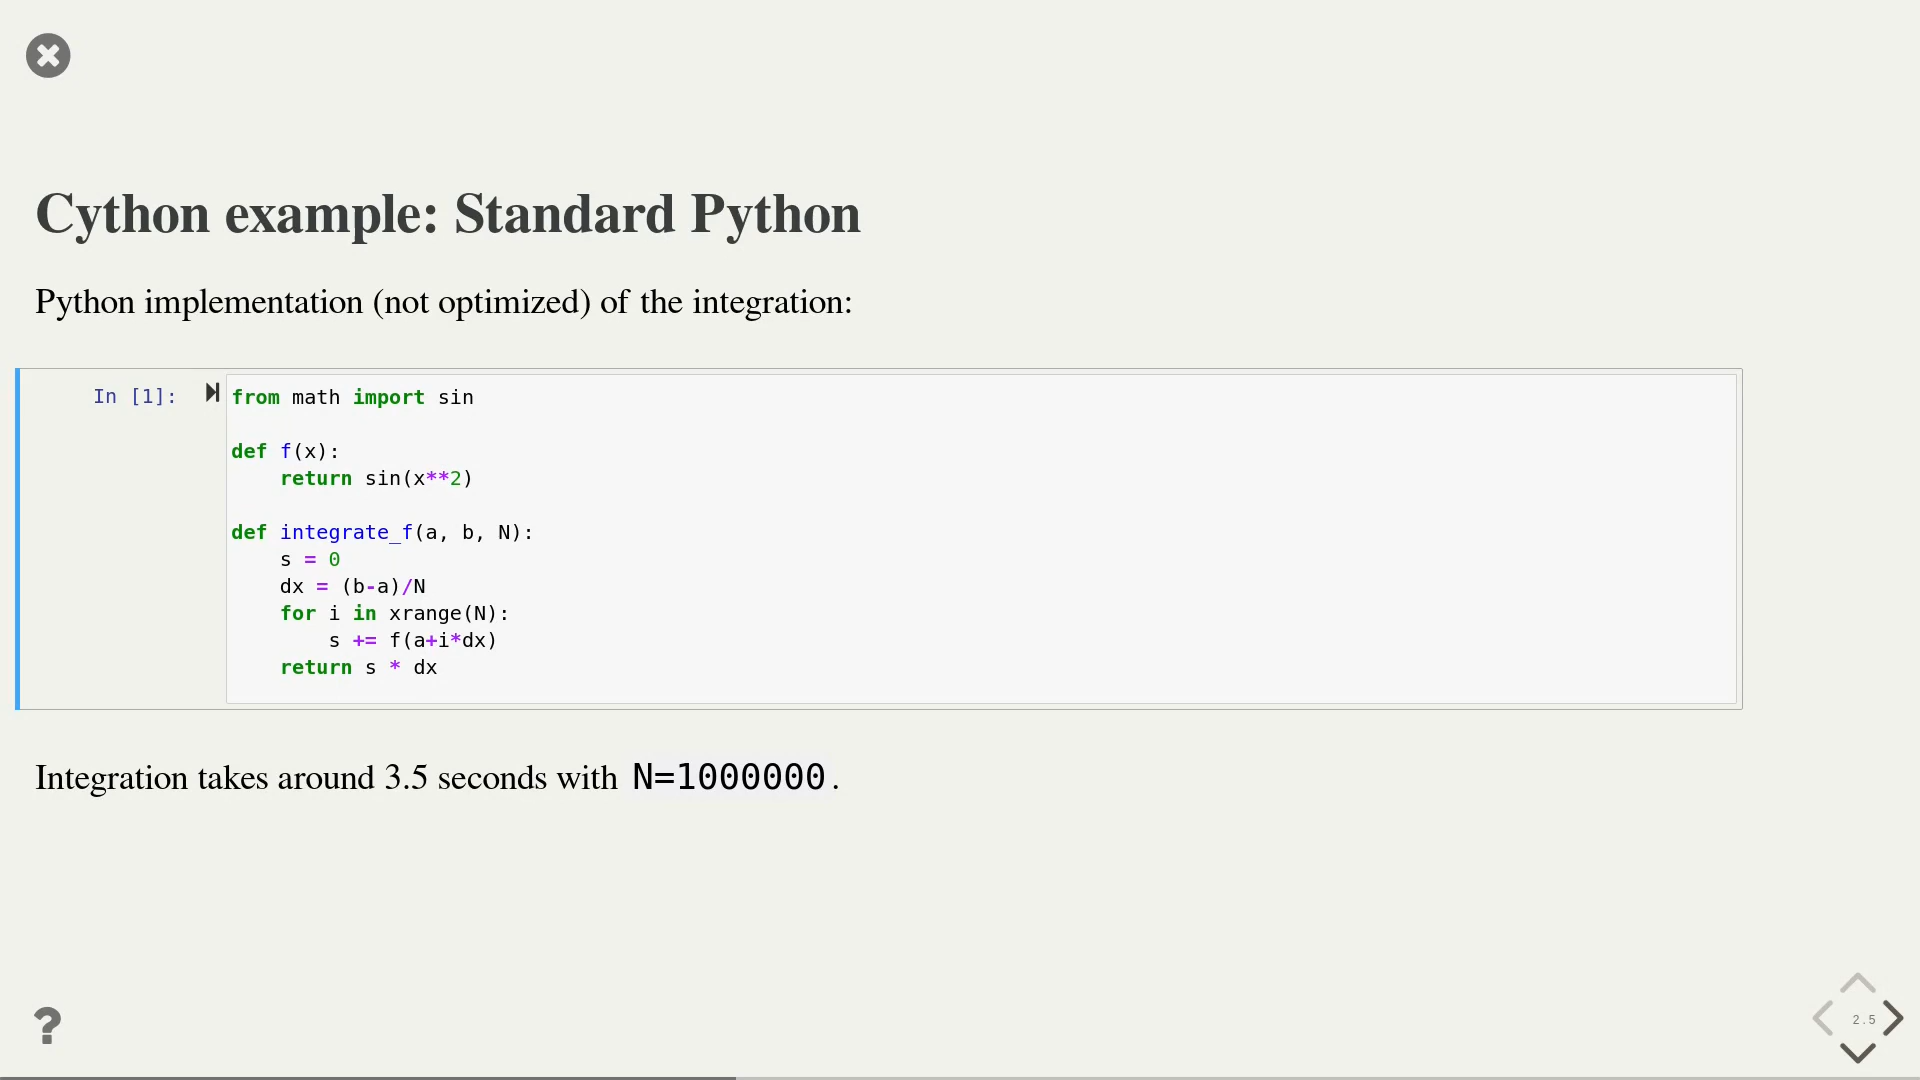 Cython example: Standard Python
Python implementation (not optimized) of the integration:
In [1]:
from math import sin
def f(x):
    return sin(x**2)
def integrate_f(a, b, N):
    s = 0
    dx = (b-a)/N
    for i in xrange(N):
        s += f(a+i*dx)
    return s * dx
Integration takes around 3.5 seconds with N=1000000.
?
2.5